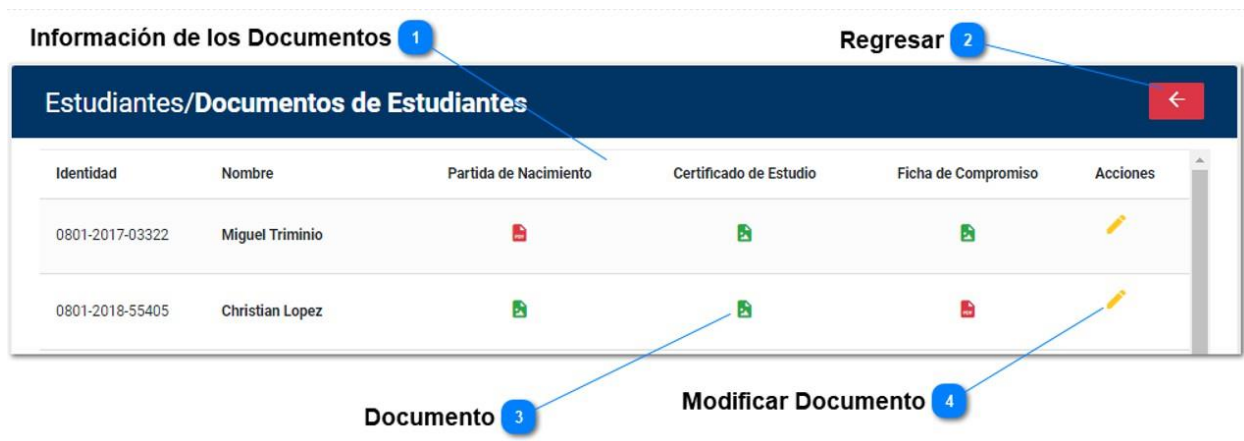 Información de los Documentos 1
Regresar 2
Estudiantes/Documentos de Estudiantes
Identidad Nombre Partida de Nacimiento Certificado de Estudio Ficha de Compromiso Acciones
0801-2017-03322 Miguel Triminio
0801-2018-55405 Christian Lopez
Documento 3
Modificar Documento 4